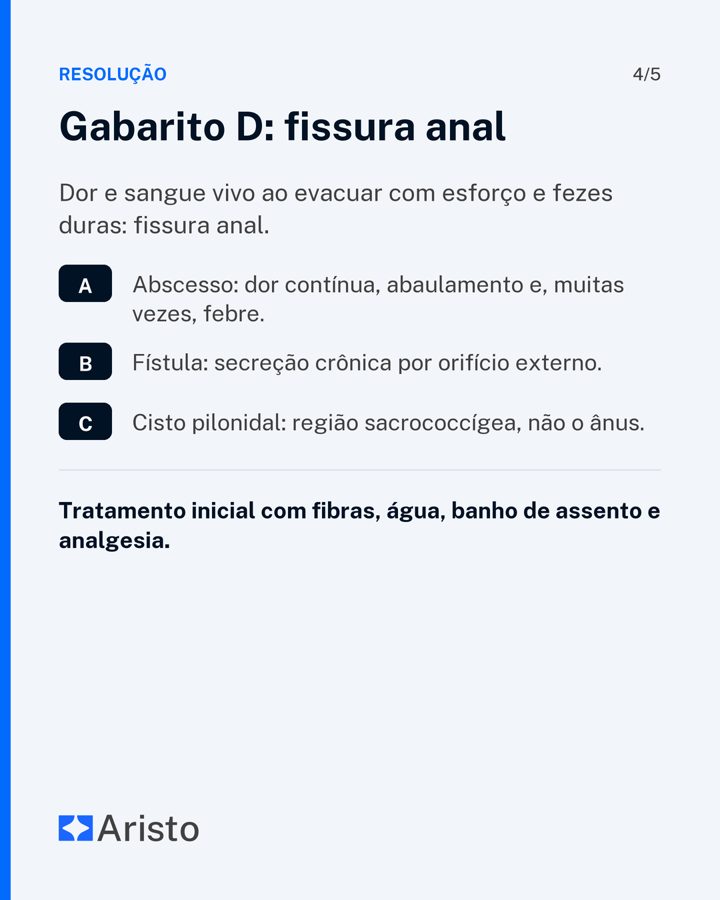 RESOLUÇÃO
4/5
Gabarito D: fissura anal
Dor e sangue vivo ao evacuar com esforço e fezes
duras: fissura anal.
A
Abscesso: dor contínua, abaulamento e, muitas
vezes, febre.
B
Fístula: secreção crônica por orifício externo.
C
Cisto pilonidal: região sacrococcígea, não o ânus.
Tratamento inicial com fibras, água, banho de assento e
analgesia.
Aristo